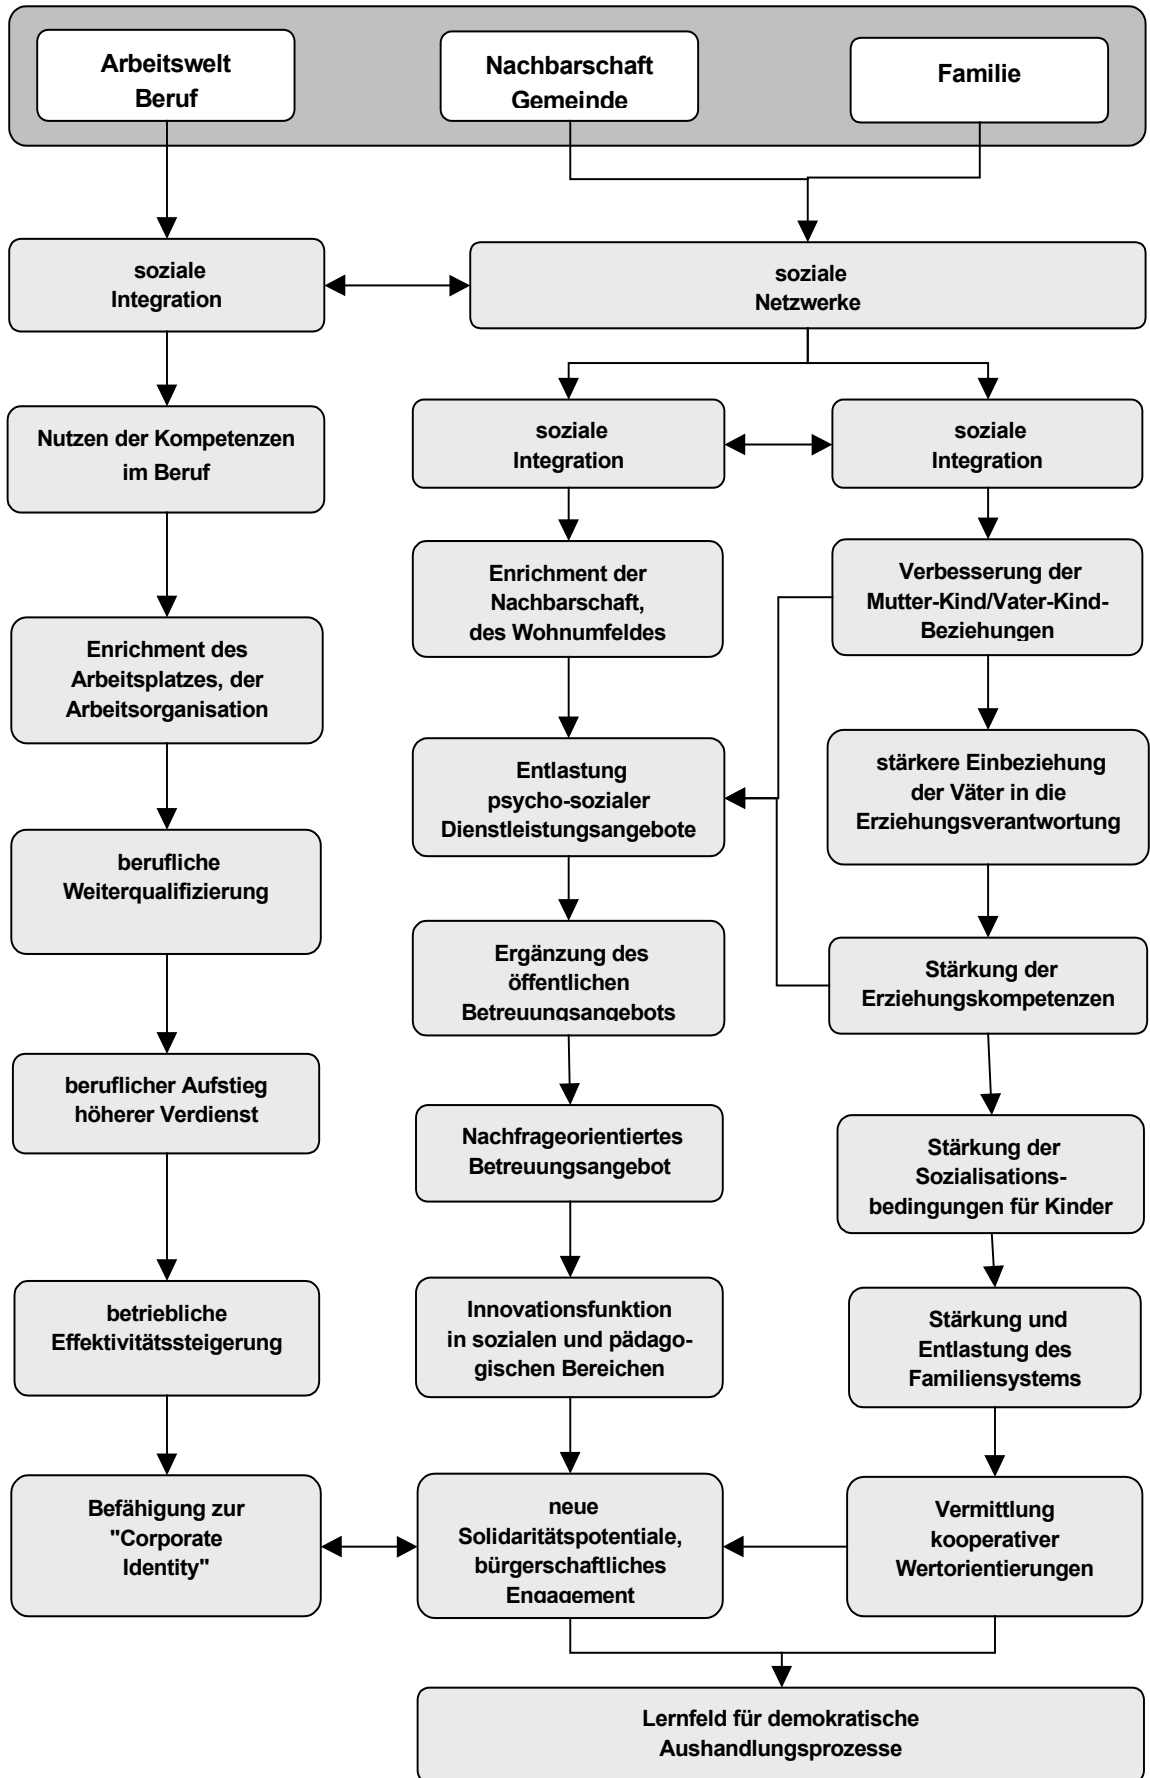 Arbeitswelt
Beruf
Nachbarschaft
Gemeinde
Familie
soziale
Integration
soziale
Netzwerke
Nutzen der Kompetenzen
im Beruf
soziale
Integration
soziale
Integration
Enrichment der
Nachbarschaft,
des Wohnumfeldes
Verbesserung der
Mutter-Kind/Vater-Kind-
Beziehungen
Enrichment des
Arbeitsplatzes, der
Arbeitsorganisation
Entlastung
psycho-sozialer
Dienstleistungsangebote
stärkere Einbeziehung
der Väter in die
Erziehungsverantwortung
berufliche
Weiterqualifizierung
Ergänzung des
öffentlichen
Betreuungsangebots
Stärkung der
Erziehungskompetenzen
beruflicher Aufstieg
höherer Verdienst
Nachfrageorientiertes
Betreuungsangebot
Stärkung der
Sozialisations-
bedingungen für Kinder
betriebliche
Effektivitätssteigerung
Innovationsfunktion
in sozialen und pädago-
gischen Bereichen
Stärkung und
Entlastung des
Familiensystems
Befähigung zur
"Corporate
Identity"
neue
Solidaritätspotentiale,
bürgerschaftliches
Engagement
Vermittlung
kooperativer
Wertorientierungen
Lernfeld für demokratische
Aushandlungsprozesse